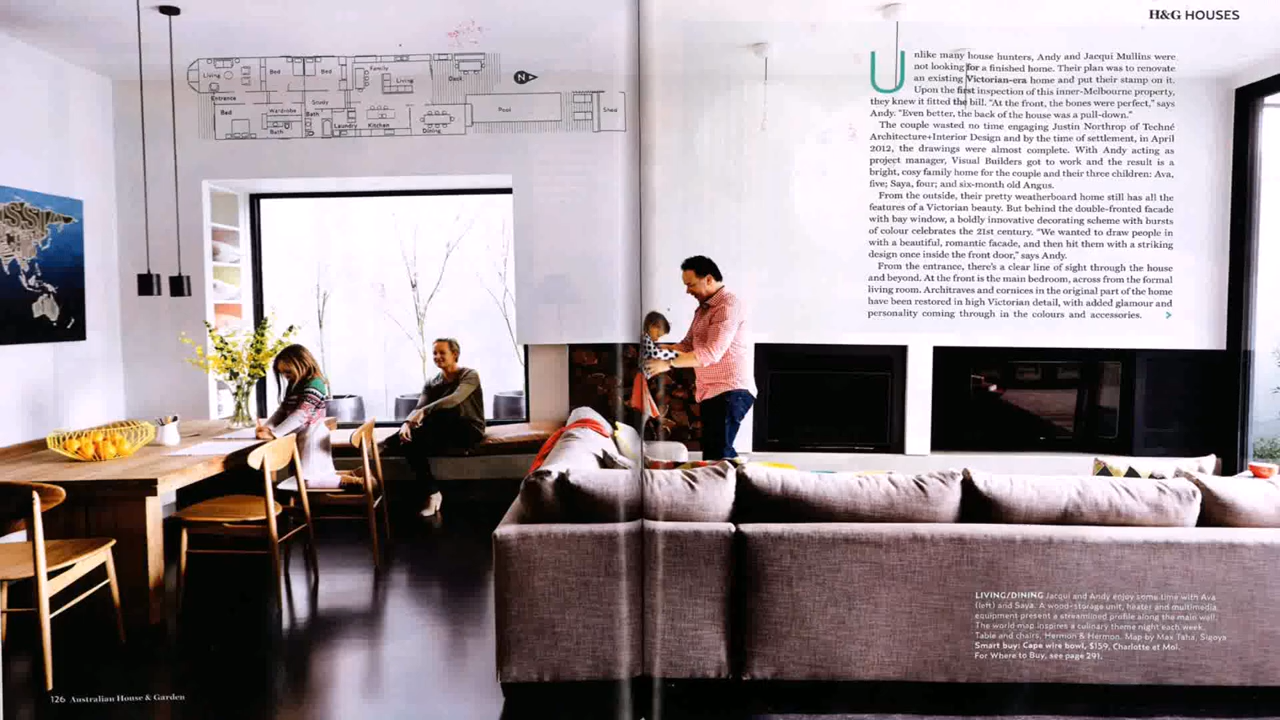 H&G HOUSES
Living
Bed
Bed
Family
Living
Deck
N
Entrance
Study
Pool
Shed
Bed
Wardrobe
Bath
Bath
Laundry
Kitchen
Dining
Unlike many house hunters, Andy and Jacqui Mullins were
not looking for a finished home. Their plan was to renovate
an existing Victorian-era home and put their stamp on it.
Upon the first inspection of this inner-Melbourne property,
they knew it fitted the bill. "At the front, the bones were perfect," says
Andy. "Even better, the back of the house was a pull-down."
The couple wasted no time engaging Justin Northrop of Techné
Architecture+Interior Design and by the time of settlement, in April
2012, the drawings were almost complete. With Andy acting as
project manager, Visual Builders got to work and the result is a
bright, cosy family home for the couple and their three children: Ava,
five; Saya, four; and six-month old Angus.
From the outside, their pretty weatherboard home still has all the
features of a Victorian beauty. But behind the double-fronted facade
with bay window, a boldly innovative decorating scheme with bursts
of colour celebrates the 21st century. "We wanted to draw people in
with a beautiful, romantic facade, and then hit them with a striking
design once inside the front door," says Andy.
From the entrance, there's a clear line of sight through the house
and beyond. At the front is the main bedroom, across from the formal
living room. Architraves and cornices in the original part of the home
have been restored in high Victorian detail, with added glamour and
personality coming through in the colours and accessories.
LIVING/DINING Jacqui and Andy enjoy some time with Ava
(left) and Saya. A wood-storage unit, heater and multimedia
equipment present a streamlined profile along the main wall.
The world map inspires a culinary theme night each week.
Table and chairs, Hermon & Hermon. Map by Max Taha, Sigoya
Smart buy: Cape wire bowl, $159, Charlotte et Moi.
For Where to Buy, see page 291.
126 Australian House & Garden